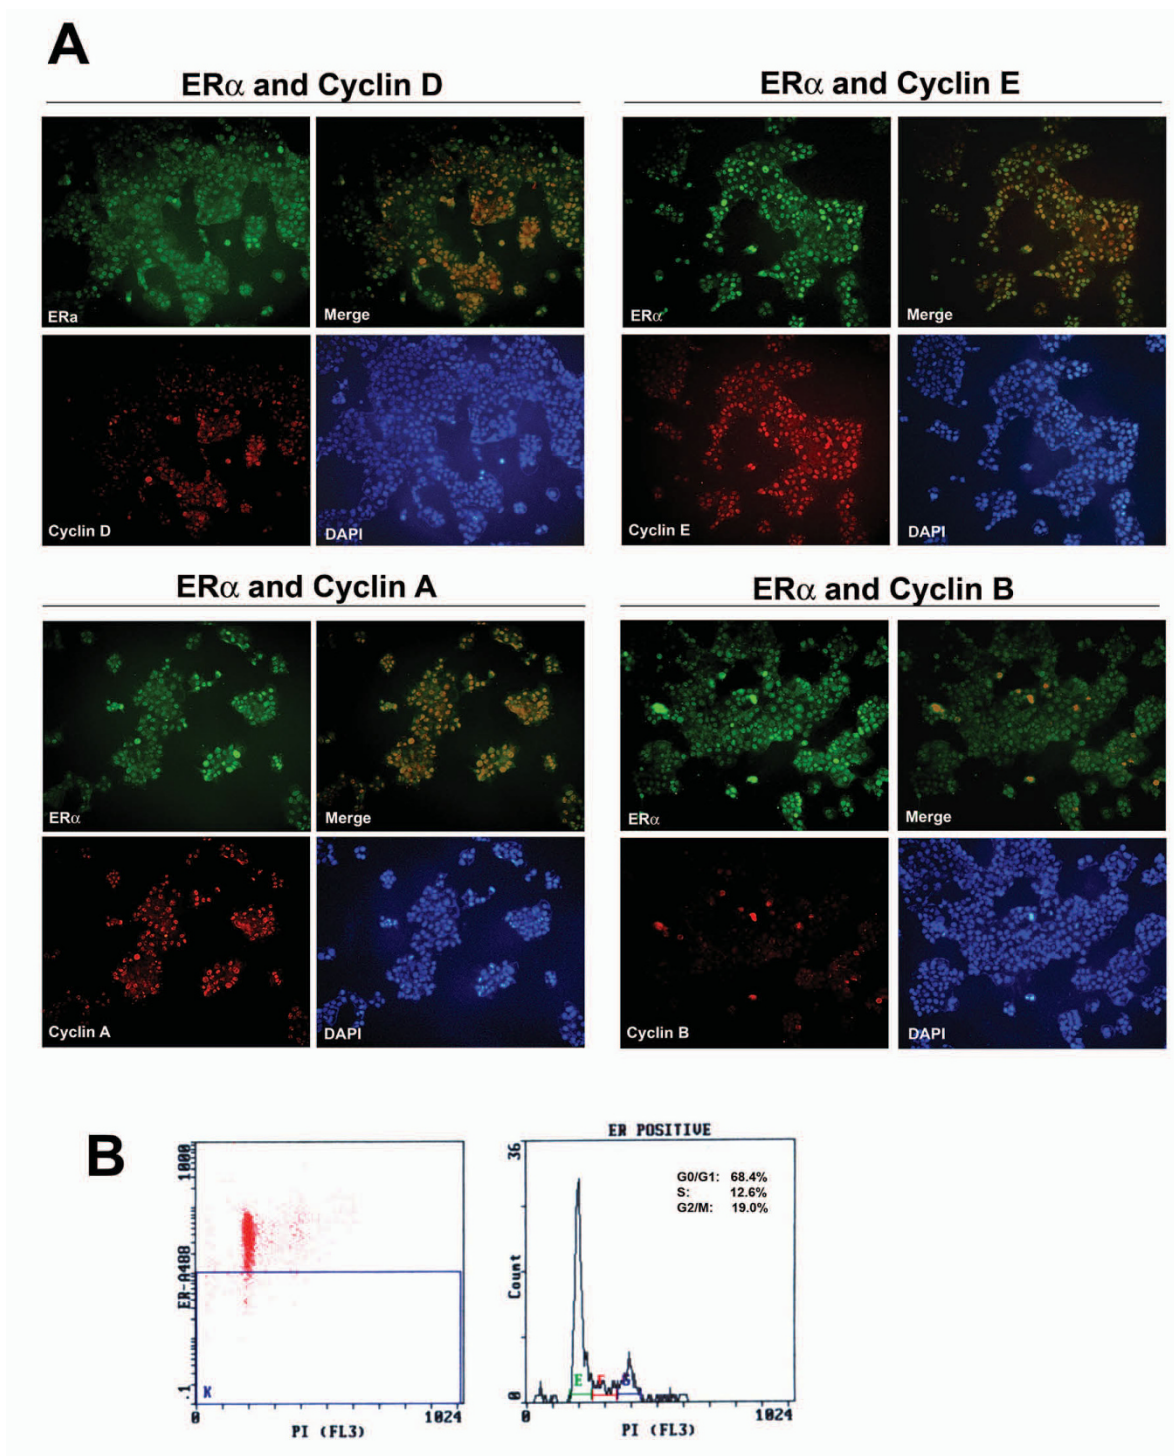 A
ERα and Cyclin D
ERα and Cyclin E
ERa
Merge
ERα
Merge
Cyclin D
DAPI
Cyclin E
DAPI
ERα and Cyclin A
ERα and Cyclin B
ERα
Merge
ERα
Merge
Cyclin A
DAPI
Cyclin B
DAPI
B
1000
ER-A488
.1
K
0
1024
PI (FL3)
ER POSITIVE
36
Count
0
G0/G1: 68.4%
S: 12.6%
G2/M: 19.0%
E F G
0
1024
PI (FL3)